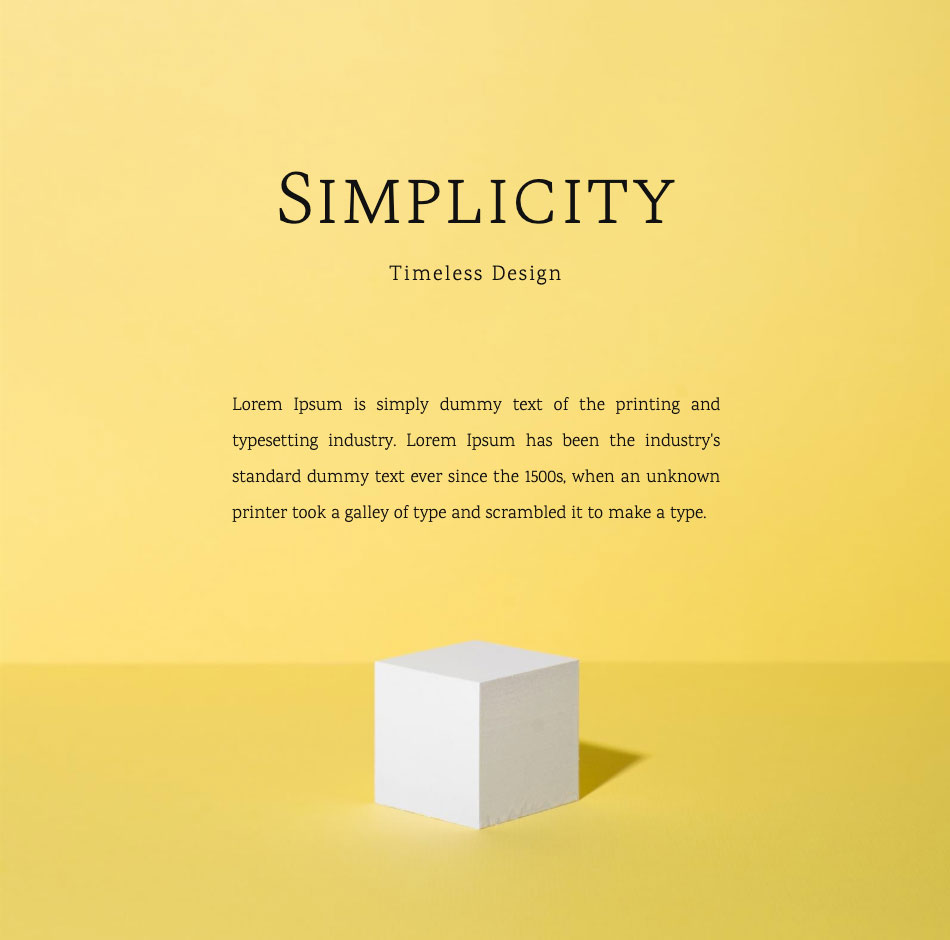 SIMPLICITY
Timeless Design
Lorem Ipsum is simply dummy text of the printing and
typesetting industry. Lorem Ipsum has been the industry's
standard dummy text ever since the 1500s, when an unknown
printer took a galley of type and scrambled it to make a type.